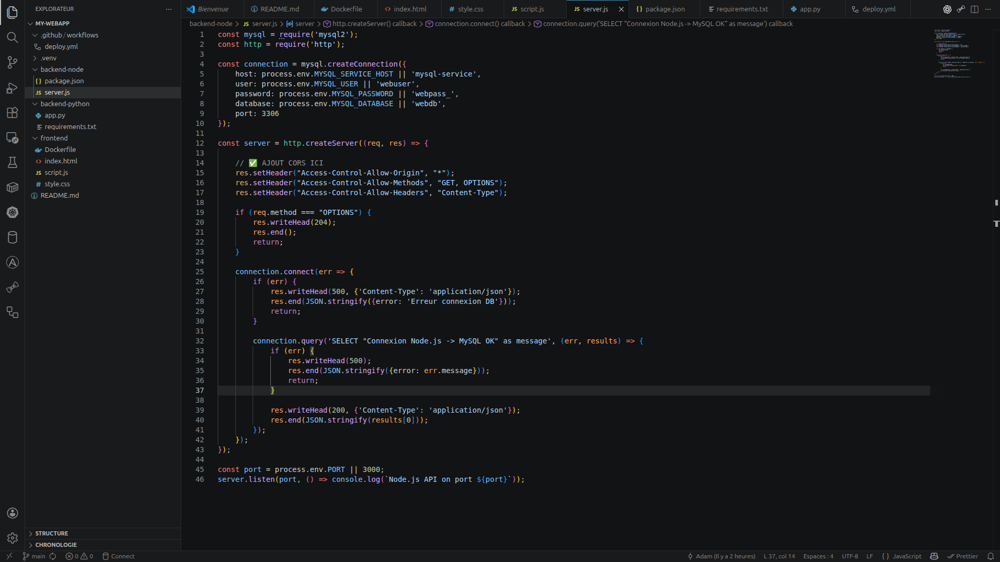 EXPLORATEUR
MY-WEBAPP
.github/workflows
deploy.yml
.venv
backend-node
package.json
server.js
backend-python
app.py
requirements.txt
frontend
Dockerfile
index.html
script.js
style.css
README.md
STRUCTURE
CHRONOLOGIE
Bienvenue
README.md
Dockerfile
index.html
style.css
script.js
server.js
package.json
requirements.txt
app.py
deploy.yml
backend-node > JS server.js > server > http.createServer() callback > connection.connect() callback > connection.query('SELECT "Connexion Node.js -> MySQL OK" as message') callback
1 const mysql = require('mysql2');
2 const http = require('http');
3
4 const connection = mysql.createConnection({
5     host: process.env.MYSQL_SERVICE_HOST || 'mysql-service',
6     user: process.env.MYSQL_USER || 'webuser',
7     password: process.env.MYSQL_PASSWORD || 'webpass_',
8     database: process.env.MYSQL_DATABASE || 'webdb',
9     port: 3306
10 });
11
12 const server = http.createServer((req, res) => {
13
14     // ✅ AJOUT CORS ICI
15     res.setHeader("Access-Control-Allow-Origin", "*");
16     res.setHeader("Access-Control-Allow-Methods", "GET, OPTIONS");
17     res.setHeader("Access-Control-Allow-Headers", "Content-Type");
18
19     if (req.method === "OPTIONS") {
20         res.writeHead(204);
21         res.end();
22         return;
23     }
24
25     connection.connect(err => {
26         if (err) {
27             res.writeHead(500, {'Content-Type': 'application/json'});
28             res.end(JSON.stringify({error: 'Erreur connexion DB'}));
29             return;
30         }
31
32         connection.query('SELECT "Connexion Node.js -> MySQL OK" as message', (err, results) => {
33             if (err) {
34                 res.writeHead(500);
35                 res.end(JSON.stringify({error: err.message}));
36                 return;
37             }
38
39             res.writeHead(200, {'Content-Type': 'application/json'});
40             res.end(JSON.stringify(results[0]));
41         });
42     });
43 });
44
45 const port = process.env.PORT || 3000;
46 server.listen(port, () => console.log(`Node.js API on port ${port}`));
main 0 0 Connect Adam (Il y a 2 heures) L 37, col 14 Espaces : 4 UTF-8 LF { } JavaScript Prettier